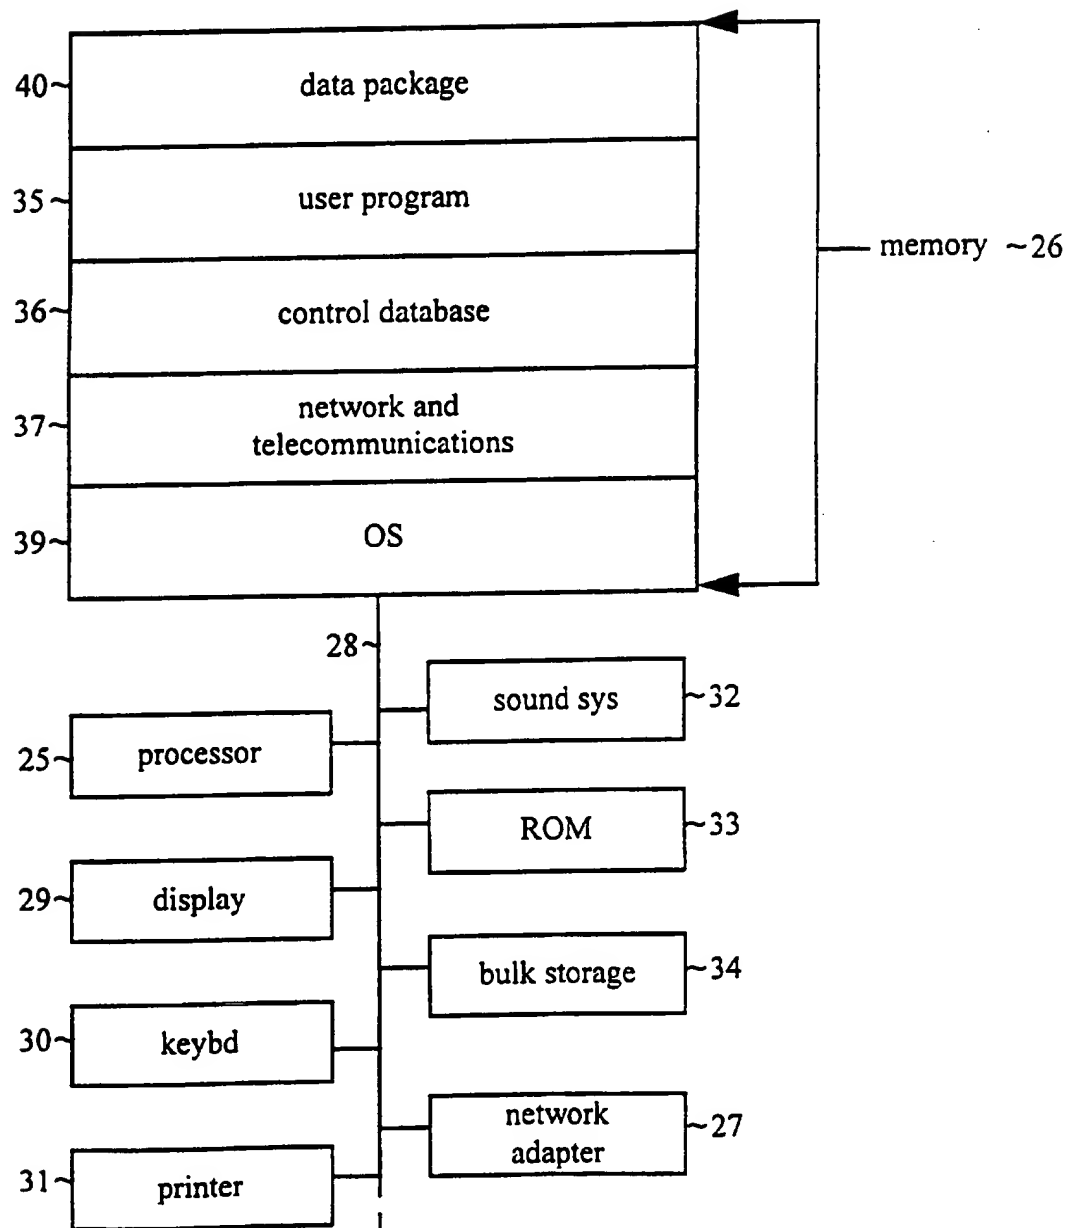 40~ data package
35~ user program
memory ~26
36~ control database
37~ network and
telecommunications
39~ OS
28~
sound sys ~32
25~ processor
ROM ~33
29~ display
bulk storage ~34
30~ keybd
network
adapter ~27
31~ printer